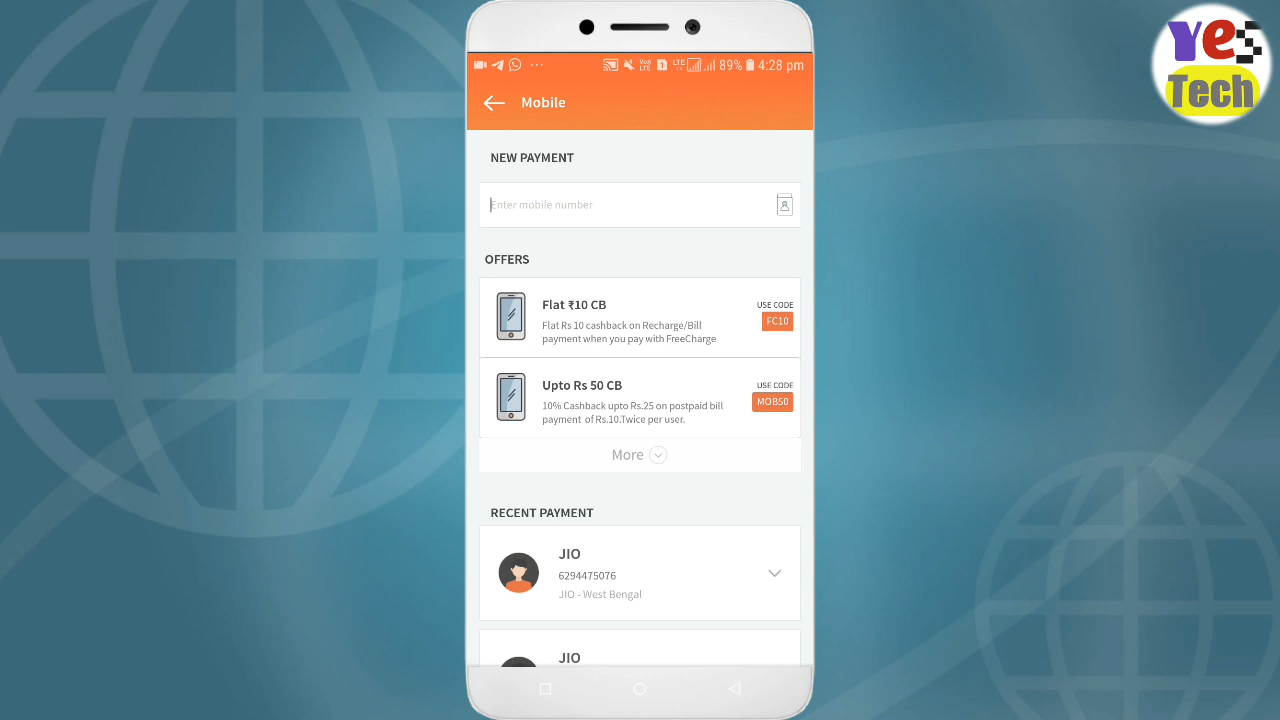 YeS
Tech
LTE 89% 4:28 pm
Mobile
NEW PAYMENT
Enter mobile number
OFFERS
Flat ₹10 CB
Flat Rs 10 cashback on Recharge/Bill
payment when you pay with FreeCharge
USE CODE
FC10
Upto Rs 50 CB
10% Cashback upto Rs.25 on postpaid bill
payment of Rs.10.Twice per user.
USE CODE
MOB50
More
RECENT PAYMENT
JIO
6294475076
JIO - West Bengal
JIO